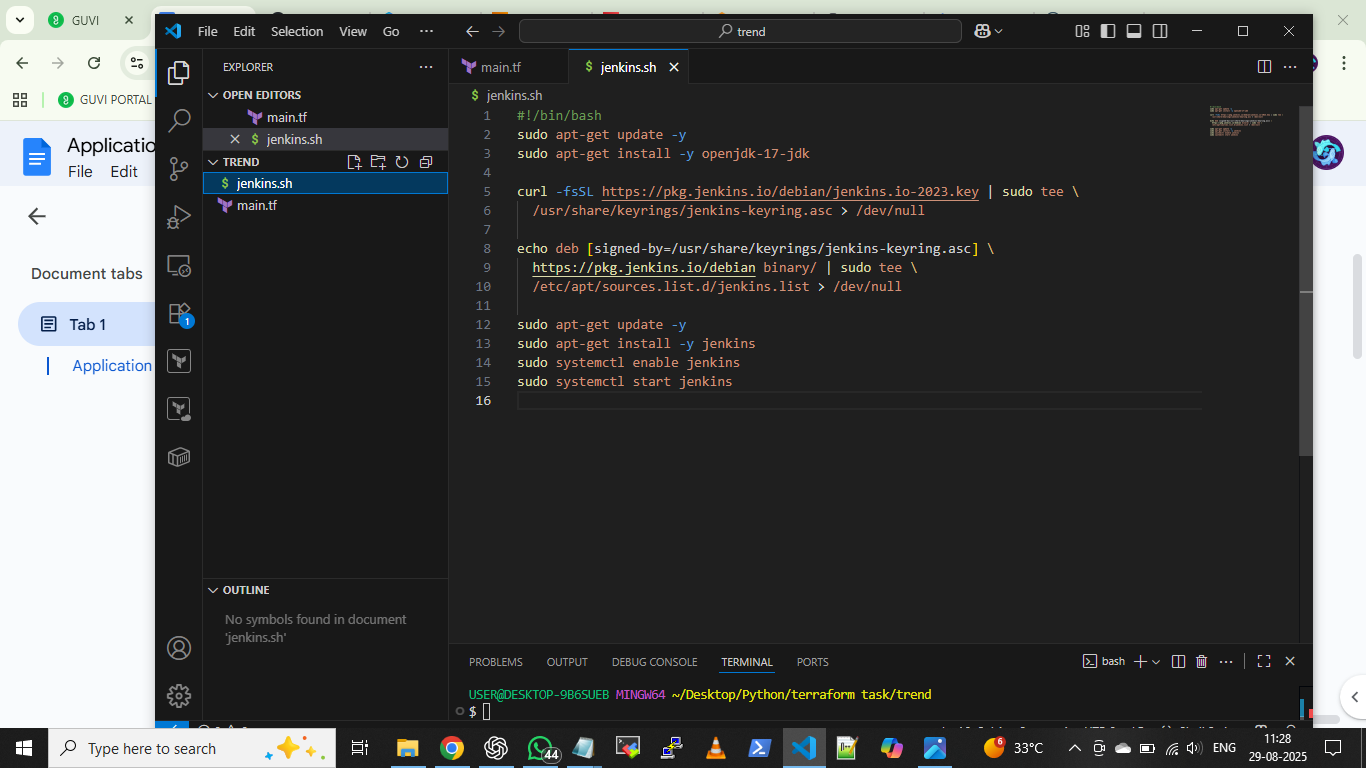 GUVI
GUVI PORTAL
Applicatio
File Edit
Document tabs
Tab 1
Application
File Edit Selection View Go ···
trend
EXPLORER
OPEN EDITORS
main.tf
jenkins.sh
TREND
jenkins.sh
main.tf
OUTLINE
No symbols found in document
'jenkins.sh'
1
main.tf
jenkins.sh
$ jenkins.sh
1 #!/bin/bash
2 sudo apt-get update -y
3 sudo apt-get install -y openjdk-17-jdk
4
5 curl -fsSL https://pkg.jenkins.io/debian/jenkins.io-2023.key | sudo tee \
6 /usr/share/keyrings/jenkins-keyring.asc > /dev/null
7
8 echo deb [signed-by=/usr/share/keyrings/jenkins-keyring.asc] \
9 https://pkg.jenkins.io/debian binary/ | sudo tee \
10 /etc/apt/sources.list.d/jenkins.list > /dev/null
11
12 sudo apt-get update -y
13 sudo apt-get install -y jenkins
14 sudo systemctl enable jenkins
15 sudo systemctl start jenkins
16
PROBLEMS OUTPUT DEBUG CONSOLE TERMINAL PORTS
bash
USER@DESKTOP-9B6SUEB MINGW64 ~/Desktop/Python/terraform task/trend
$
Type here to search
44
6
33°C
ENG
11:28
29-08-2025